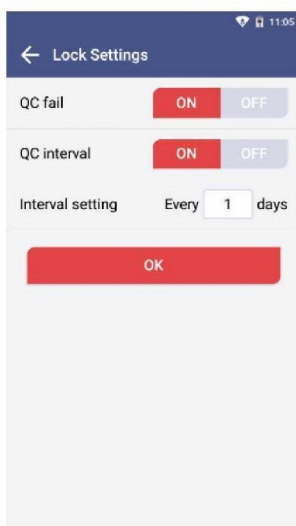 11:05
Lock Settings
QC fail ON OFF
QC interval ON OFF
Interval setting Every 1 days
OK